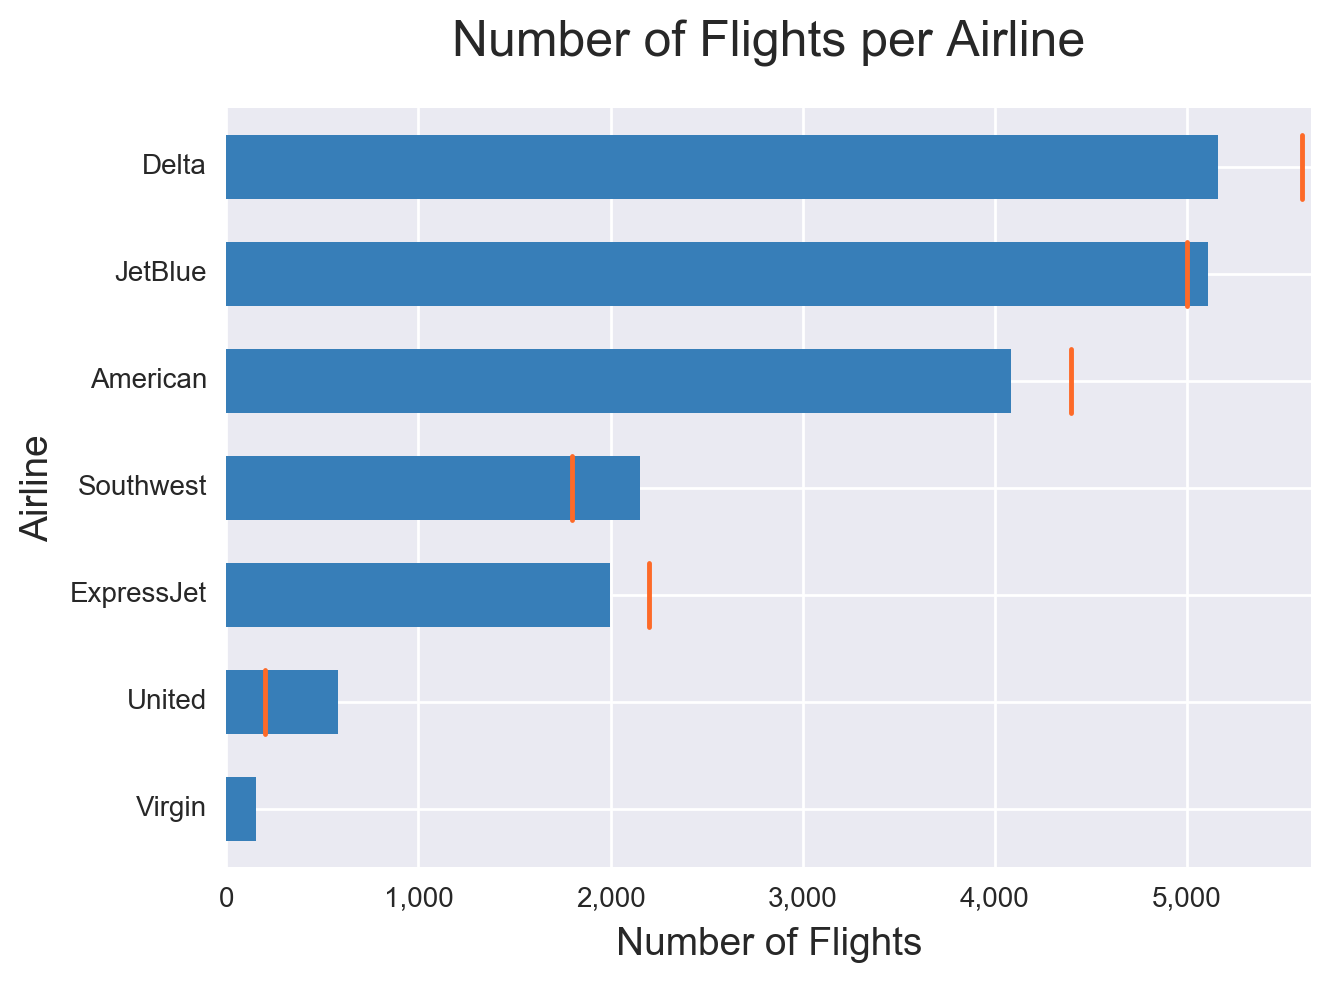 Number of Flights per Airline
Delta
JetBlue
American
Southwest
ExpressJet
United
Virgin
Airline
0 1,000 2,000 3,000 4,000 5,000
Number of Flights